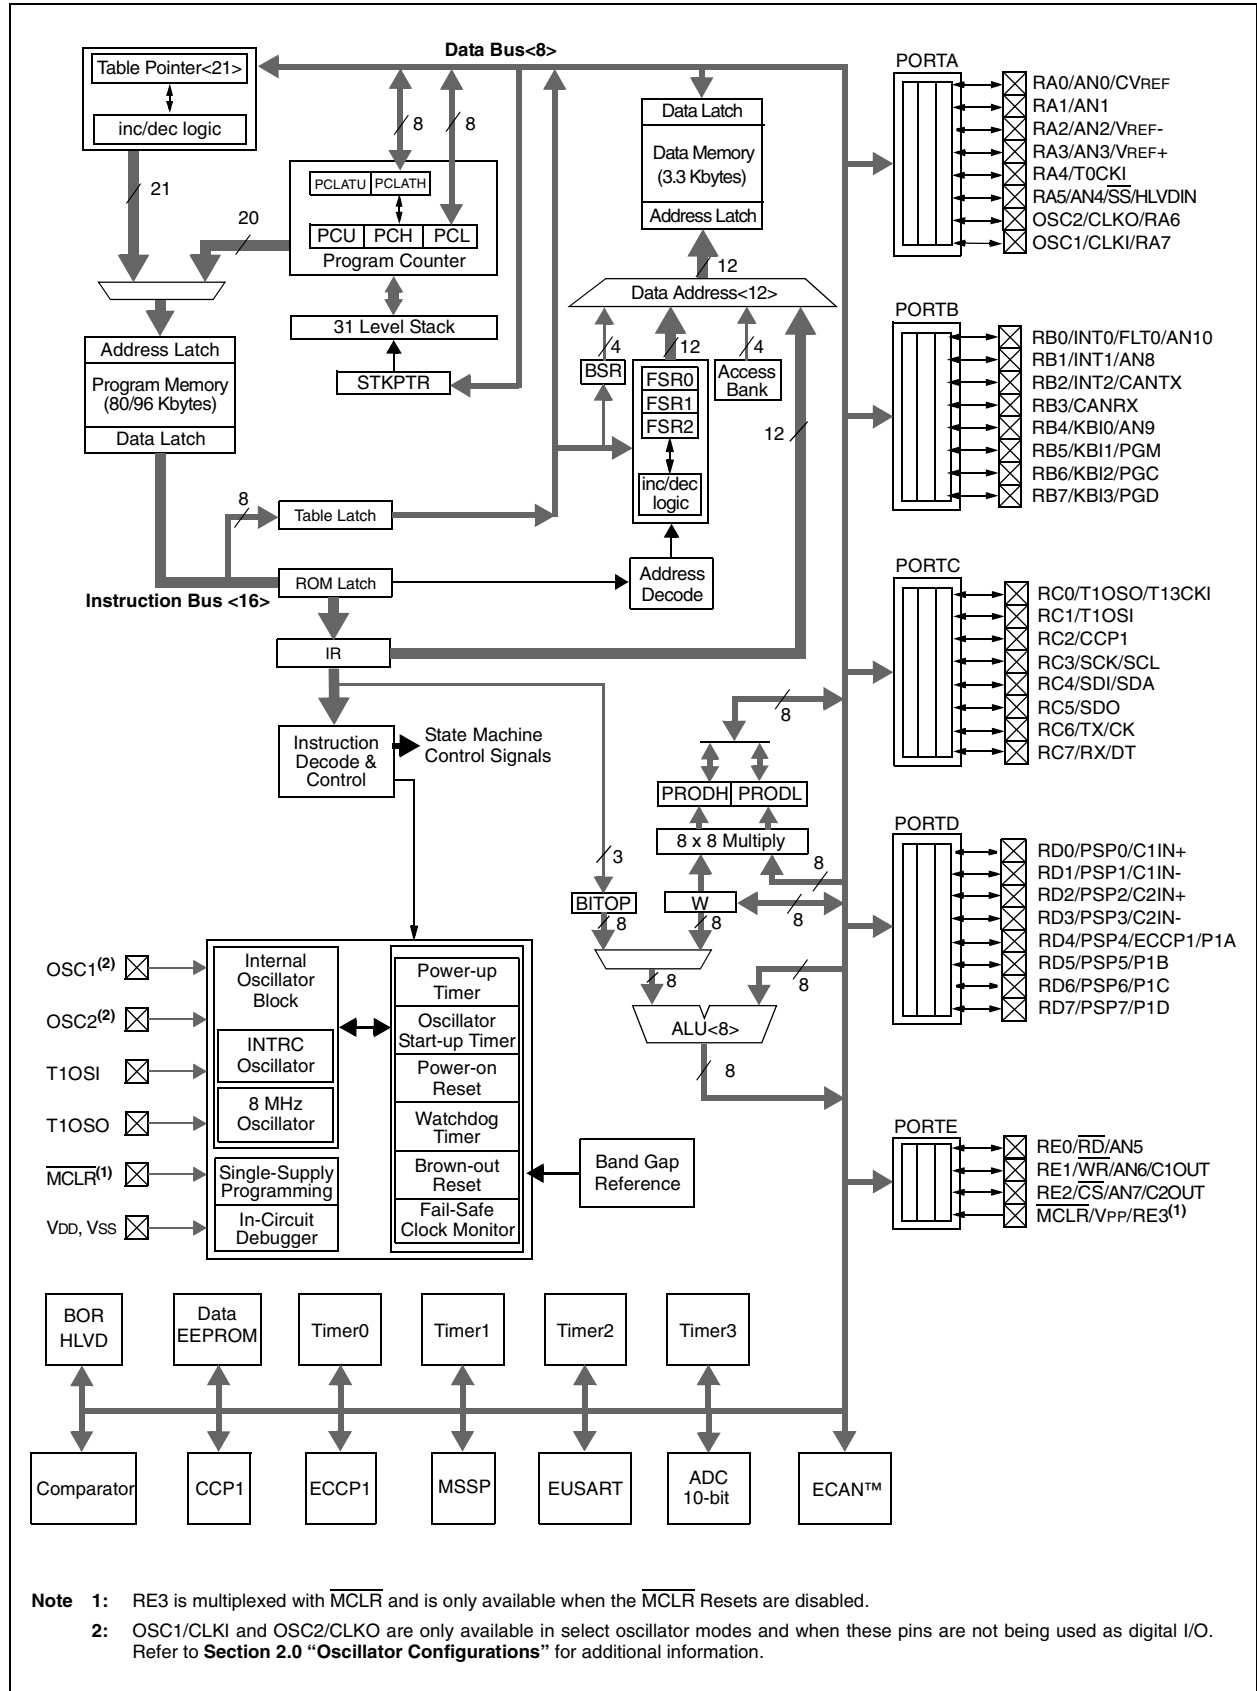 Data Bus<8>
Table Pointer<21>
inc/dec logic
21
20
8
8
PCLATU
PCLATH
PCU
PCH
PCL
Program Counter
31 Level Stack
STKPTR
Address Latch
Program Memory
(80/96 Kbytes)
Data Latch
8
Table Latch
Instruction Bus <16>
ROM Latch
IR
Data Latch
Data Memory
(3.3 Kbytes)
Address Latch
12
Data Address<12>
4
12
4
BSR
FSR0
FSR1
FSR2
Access
Bank
12
inc/dec
logic
Address
Decode
Instruction
Decode &
Control
State Machine
Control Signals
8
PRODH
PRODL
8 x 8 Multiply
3
8
BITOP
W
8
8
8
8
8
ALU<8>
8
OSC1(2)
OSC2(2)
T1OSI
T1OSO
MCLR(1)
VDD, VSS
Internal
Oscillator
Block
INTRC
Oscillator
8 MHz
Oscillator
Single-Supply
Programming
In-Circuit
Debugger
Power-up
Timer
Oscillator
Start-up Timer
Power-on
Reset
Watchdog
Timer
Brown-out
Reset
Fail-Safe
Clock Monitor
Band Gap
Reference
PORTA
RA0/AN0/CVREF
RA1/AN1
RA2/AN2/VREF-
RA3/AN3/VREF+
RA4/T0CKI
RA5/AN4/SS/HLVDIN
OSC2/CLKO/RA6
OSC1/CLKI/RA7
PORTB
RB0/INT0/FLT0/AN10
RB1/INT1/AN8
RB2/INT2/CANTX
RB3/CANRX
RB4/KBI0/AN9
RB5/KBI1/PGM
RB6/KBI2/PGC
RB7/KBI3/PGD
PORTC
RC0/T1OSO/T13CKI
RC1/T1OSI
RC2/CCP1
RC3/SCK/SCL
RC4/SDI/SDA
RC5/SDO
RC6/TX/CK
RC7/RX/DT
PORTD
RD0/PSP0/C1IN+
RD1/PSP1/C1IN-
RD2/PSP2/C2IN+
RD3/PSP3/C2IN-
RD4/PSP4/ECCP1/P1A
RD5/PSP5/P1B
RD6/PSP6/P1C
RD7/PSP7/P1D
PORTE
RE0/RD/AN5
RE1/WR/AN6/C1OUT
RE2/CS/AN7/C2OUT
MCLR/VPP/RE3(1)
BOR
HLVD
Data
EEPROM
Timer0
Timer1
Timer2
Timer3
Comparator
CCP1
ECCP1
MSSP
EUSART
ADC
10-bit
ECAN™
Note 1: RE3 is multiplexed with MCLR and is only available when the MCLR Resets are disabled.
2: OSC1/CLKI and OSC2/CLKO are only available in select oscillator modes and when these pins are not being used as digital I/O.
Refer to Section 2.0 “Oscillator Configurations” for additional information.